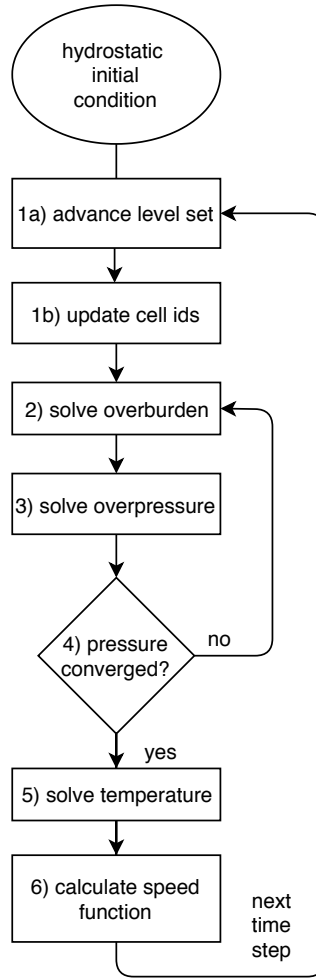 hydrostatic
initial
condition
1a) advance level set
1b) update cell ids
2) solve overburden
3) solve overpressure
4) pressure
converged?
no
yes
5) solve temperature
6) calculate speed
function
next
time
step